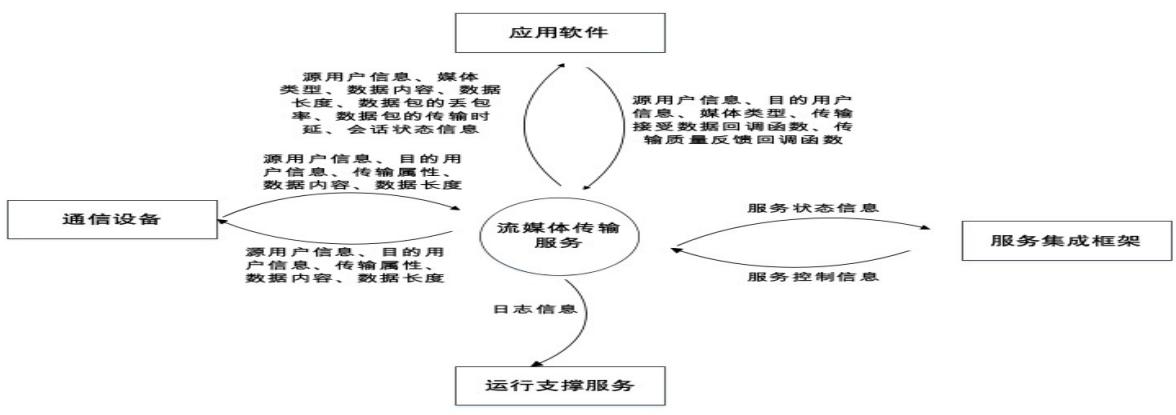 应用软件
源用户信息、媒体
类型、数据内容、数据
长度、数据包的丢包
率、数据包的传输时
延、会话状态信息
源用户信息、目的用户
信息、媒体类型、传输
接受数据回调函数、传
输质量反馈回调函数
源用户信息、目的用
户信息、传输属性、
数据内容、数据长度
通信设备
流媒体传输
服务
服务状态信息
服务集成框架
源用户信息、目的用
户信息、传输属性、
数据内容、数据长度
服务控制信息
日志信息
运行支撑服务